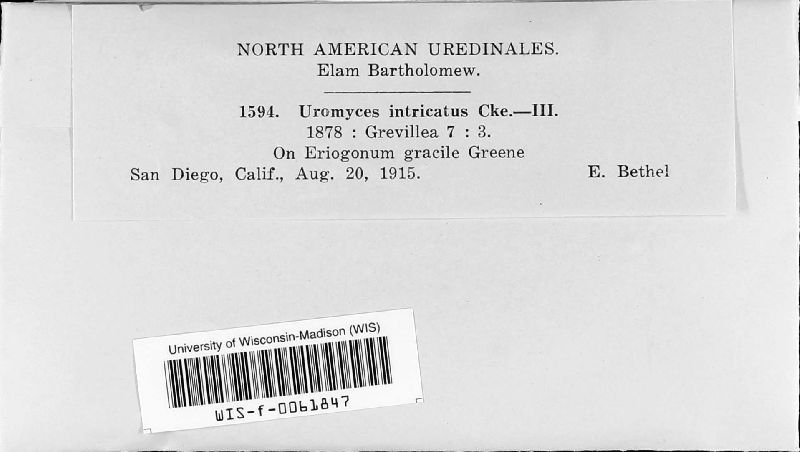 NORTH AMERICAN UREDINALES.
Elam Bartholomew.
1594. Uromyces intricatus Cke.—III.
1878 : Grevillea 7 : 3.
On Eriogonum gracile Greene
San Diego, Calif., Aug. 20, 1915. E. Bethel
University of Wisconsin-Madison (WIS)
WIS-f-0061847